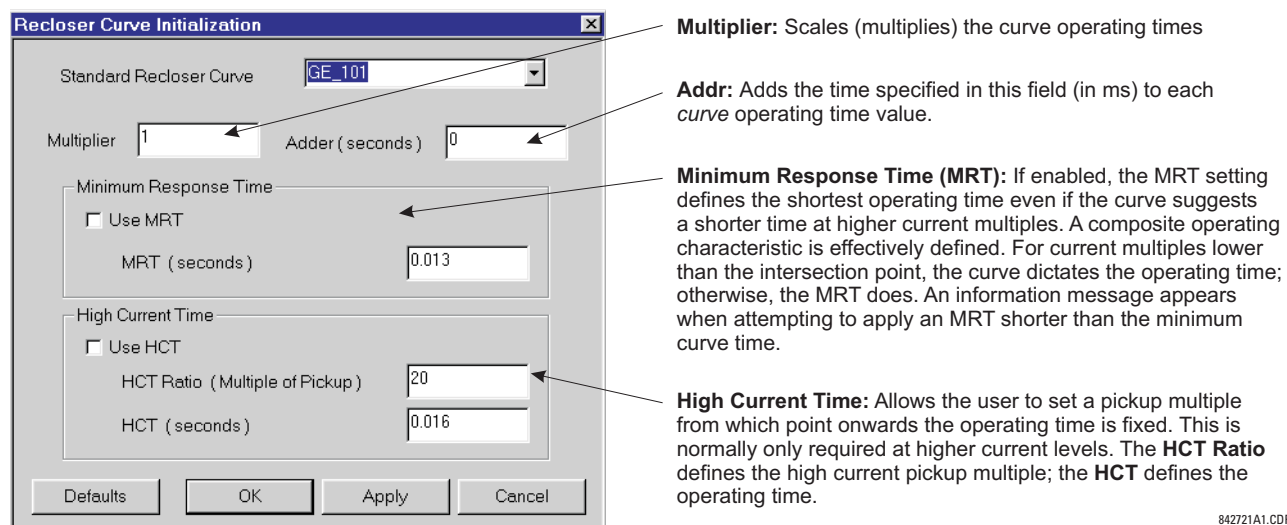 Recloser Curve Initialization
Standard Recloser Curve GE_101
Multiplier 1 Adder ( seconds ) 0
Minimum Response Time
Use MRT
MRT ( seconds ) 0.013
High Current Time
Use HCT
HCT Ratio ( Multiple of Pickup ) 20
HCT ( seconds ) 0.016
Defaults OK Apply Cancel
Multiplier: Scales (multiplies) the curve operating times
Addr: Adds the time specified in this field (in ms) to each
curve operating time value.
Minimum Response Time (MRT): If enabled, the MRT setting
defines the shortest operating time even if the curve suggests
a shorter time at higher current multiples. A composite operating
characteristic is effectively defined. For current multiples lower
than the intersection point, the curve dictates the operating time;
otherwise, the MRT does. An information message appears
when attempting to apply an MRT shorter than the minimum
curve time.
High Current Time: Allows the user to set a pickup multiple
from which point onwards the operating time is fixed. This is
normally only required at higher current levels. The HCT Ratio
defines the high current pickup multiple; the HCT defines the
operating time.
842721A1.CDR